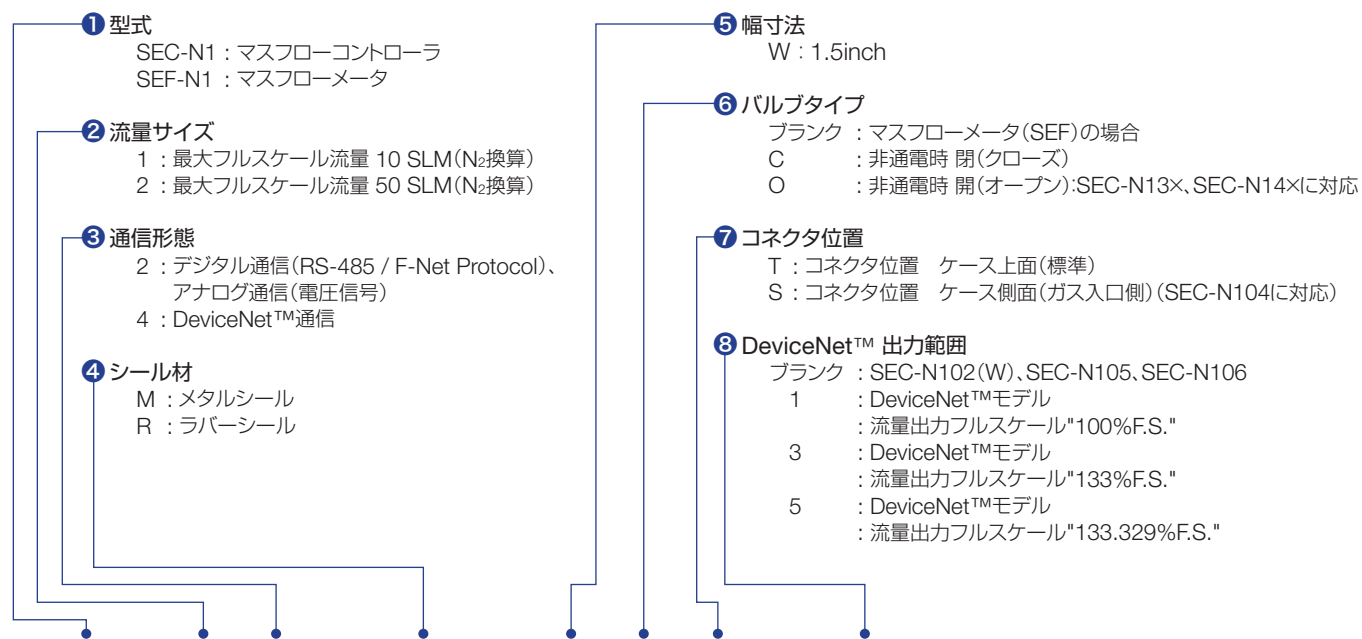 ❶ 型式
SEC-N1 : マスフローコントローラ
SEF-N1 : マスフローメータ
❷ 流量サイズ
1 : 最大フルスケール流量 10 SLM(N₂換算)
2 : 最大フルスケール流量 50 SLM(N₂換算)
❸ 通信形態
2 : デジタル通信(RS-485 / F-Net Protocol)、
アナログ通信(電圧信号)
4 : DeviceNet™通信
❹ シール材
M : メタルシール
R : ラバーシール
❺ 幅寸法
W : 1.5inch
❻ バルブタイプ
ブランク : マスフローメータ(SEF)の場合
C : 非通電時 閉(クローズ)
O : 非通電時 開(オープン):SEC-N13×、SEC-N14×に対応
❼ コネクタ位置
T : コネクタ位置 ケース上面(標準)
S : コネクタ位置 ケース側面(ガス入口側)(SEC-N104に対応)
❽ DeviceNet™ 出力範囲
ブランク : SEC-N102(W)、SEC-N105、SEC-N106
1 : DeviceNet™モデル
: 流量出力フルスケール"100%F.S."
3 : DeviceNet™モデル
: 流量出力フルスケール"133%F.S."
5 : DeviceNet™モデル
: 流量出力フルスケール"133.329%F.S."